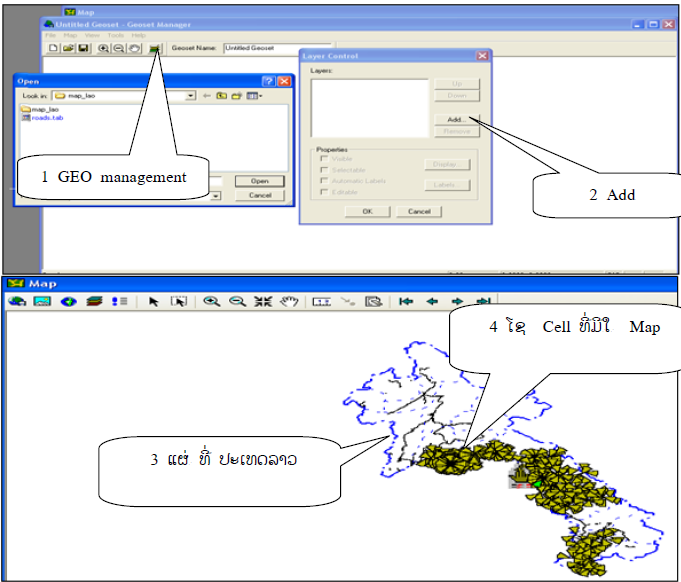 Map
Untitled Geoset - Geoset Manager
File Map View Tools Help
Geoset Name: Untitled Geoset
Layer Control
Layers:
Up
Down
Add...
Remove
Properties
Visible
Selectable
Automatic Labels
Editable
Display...
Labels...
OK Cancel
Open
Look in: map_lao
map_lao
roads.tab
Open
Cancel
1 GEO management
2 Add
Map
4 ໂຊ Cell ທີ່ມີໃ Map
3 ແຜ່ ທີ່ ປະເທດລາວ